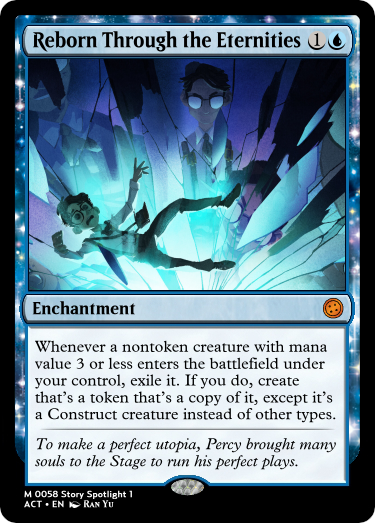 Reborn Through the Eternities 1
Enchantment
Whenever a nontoken creature with mana
value 3 or less enters the battlefield under
your control, exile it. If you do, create
that's a token that's a copy of it, except it's
a Construct creature instead of other types.
To make a perfect utopia, Percy brought many
souls to the Stage to run his perfect plays.
M 0058 Story Spotlight 1
ACT • EN Ran Yu